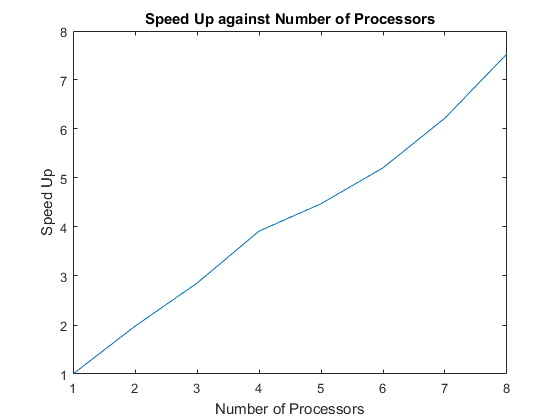 Speed Up against Number of Processors
8
7
6
5
4
3
2
1
Speed Up
1 2 3 4 5 6 7 8
Number of Processors